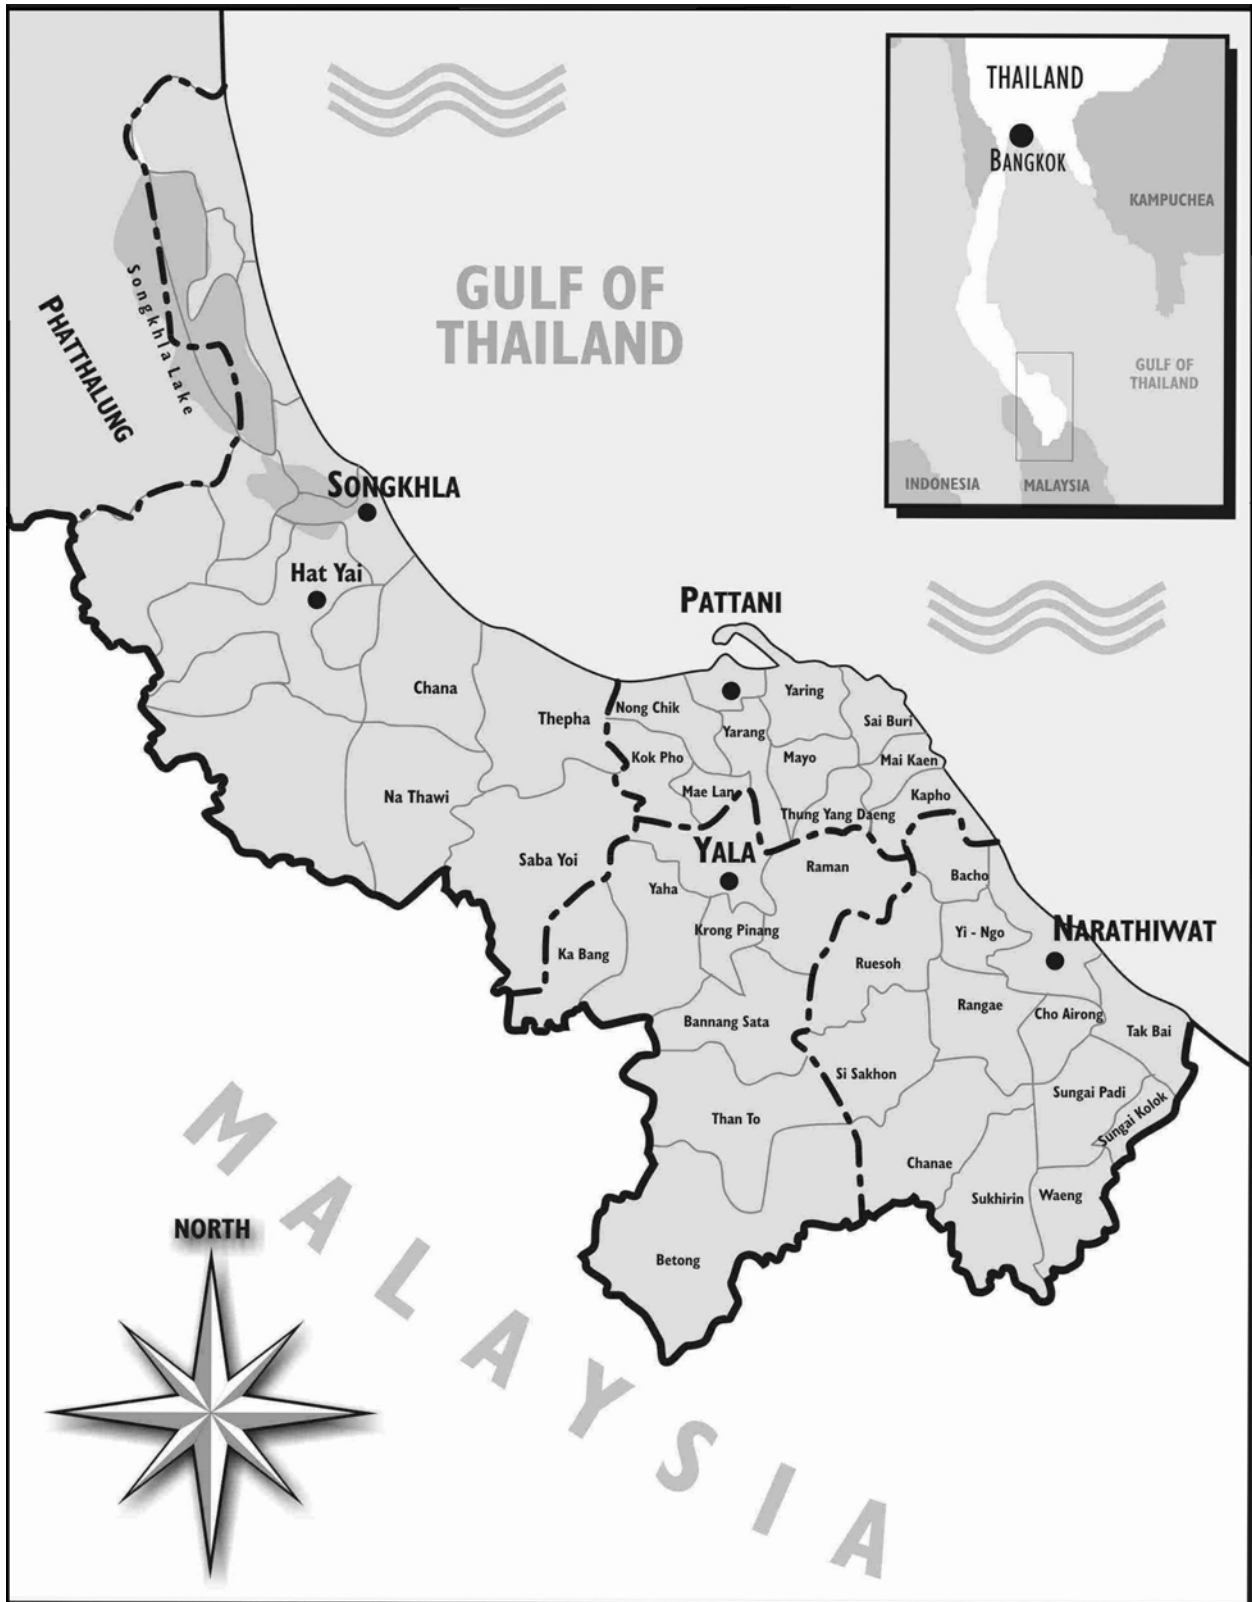 THAILAND
BANGKOK
KAMPUCHEA
GULF OF
THAILAND
INDONESIA
MALAYSIA
GULF OF
THAILAND
PHATTHALUNG
Songkhla Lake
SONGKHLA
Hat Yai
PATTANI
Chana
Thepha
Nong Chik
Yaring
Sai Buri
Yarang
Kok Pho
Mayo
Mai Kaen
Na Thawi
Mae Lan
Kapho
Thung Yang Daeng
Saba Yoi
YALA
Raman
Bacho
Yaha
Krong Pinang
Yi - Ngo
NARATHIWAT
Ka Bang
Ruesoh
Rangae
Cho Airong
Bannang Sata
Tak Bai
Si Sakhon
Sungai Padi
Sungai Kolok
Than To
Chanae
Sukhirin
Waeng
Betong
MALAYSIA
NORTH